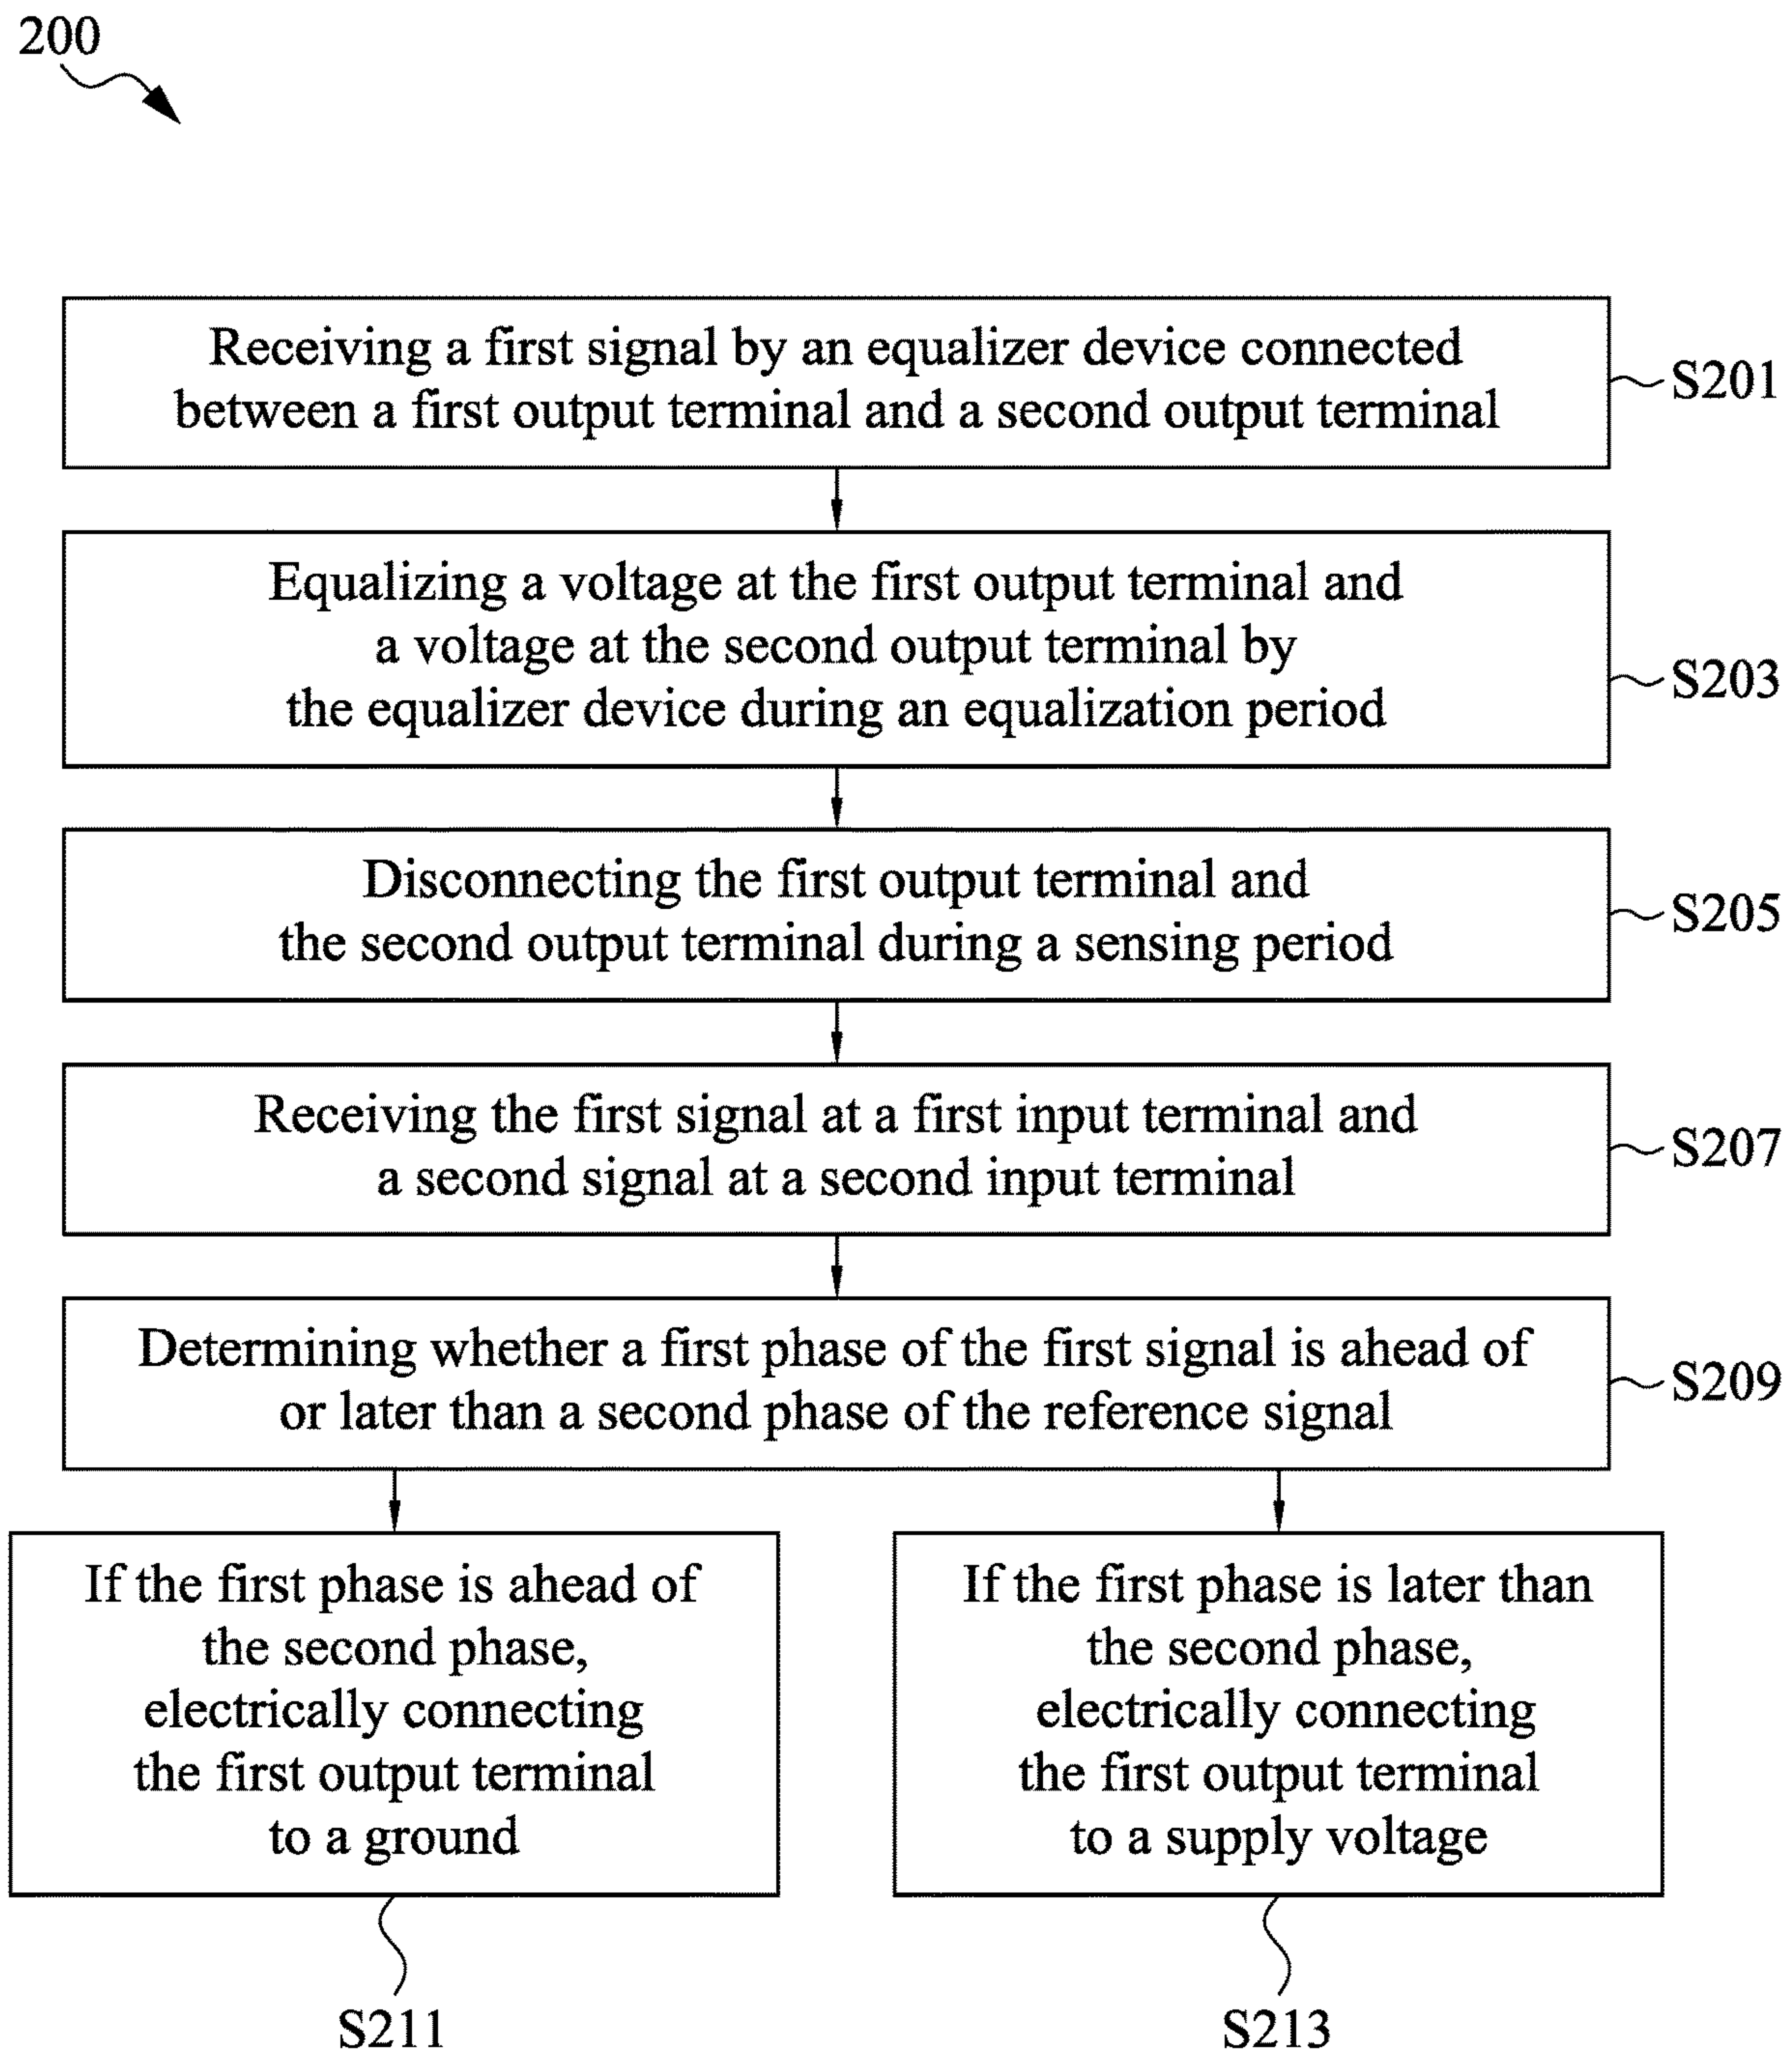 200
Receiving a first signal by an equalizer device connected
between a first output terminal and a second output terminal
S201
Equalizing a voltage at the first output terminal and
a voltage at the second output terminal by
the equalizer device during an equalization period
S203
Disconnecting the first output terminal and
the second output terminal during a sensing period
S205
Receiving the first signal at a first input terminal and
a second signal at a second input terminal
S207
Determining whether a first phase of the first signal is ahead of
or later than a second phase of the reference signal
S209
If the first phase is ahead of
the second phase,
electrically connecting
the first output terminal
to a ground
S211
If the first phase is later than
the second phase,
electrically connecting
the first output terminal
to a supply voltage
S213